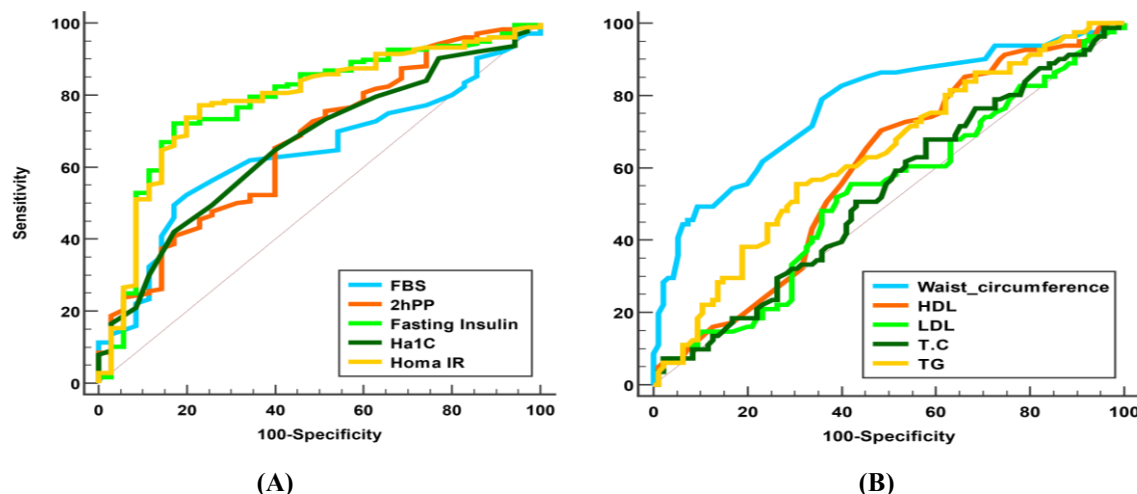 Sensitivity
100
80
60
40
20
0
FBS
2hPP
Fasting Insulin
Ha1C
Homa IR
0 20 40 60 80 100
100-Specificity
(A)
100
80
60
40
20
0
Waist_circumference
HDL
LDL
T.C
TG
0 20 40 60 80 100
100-Specificity
(B)